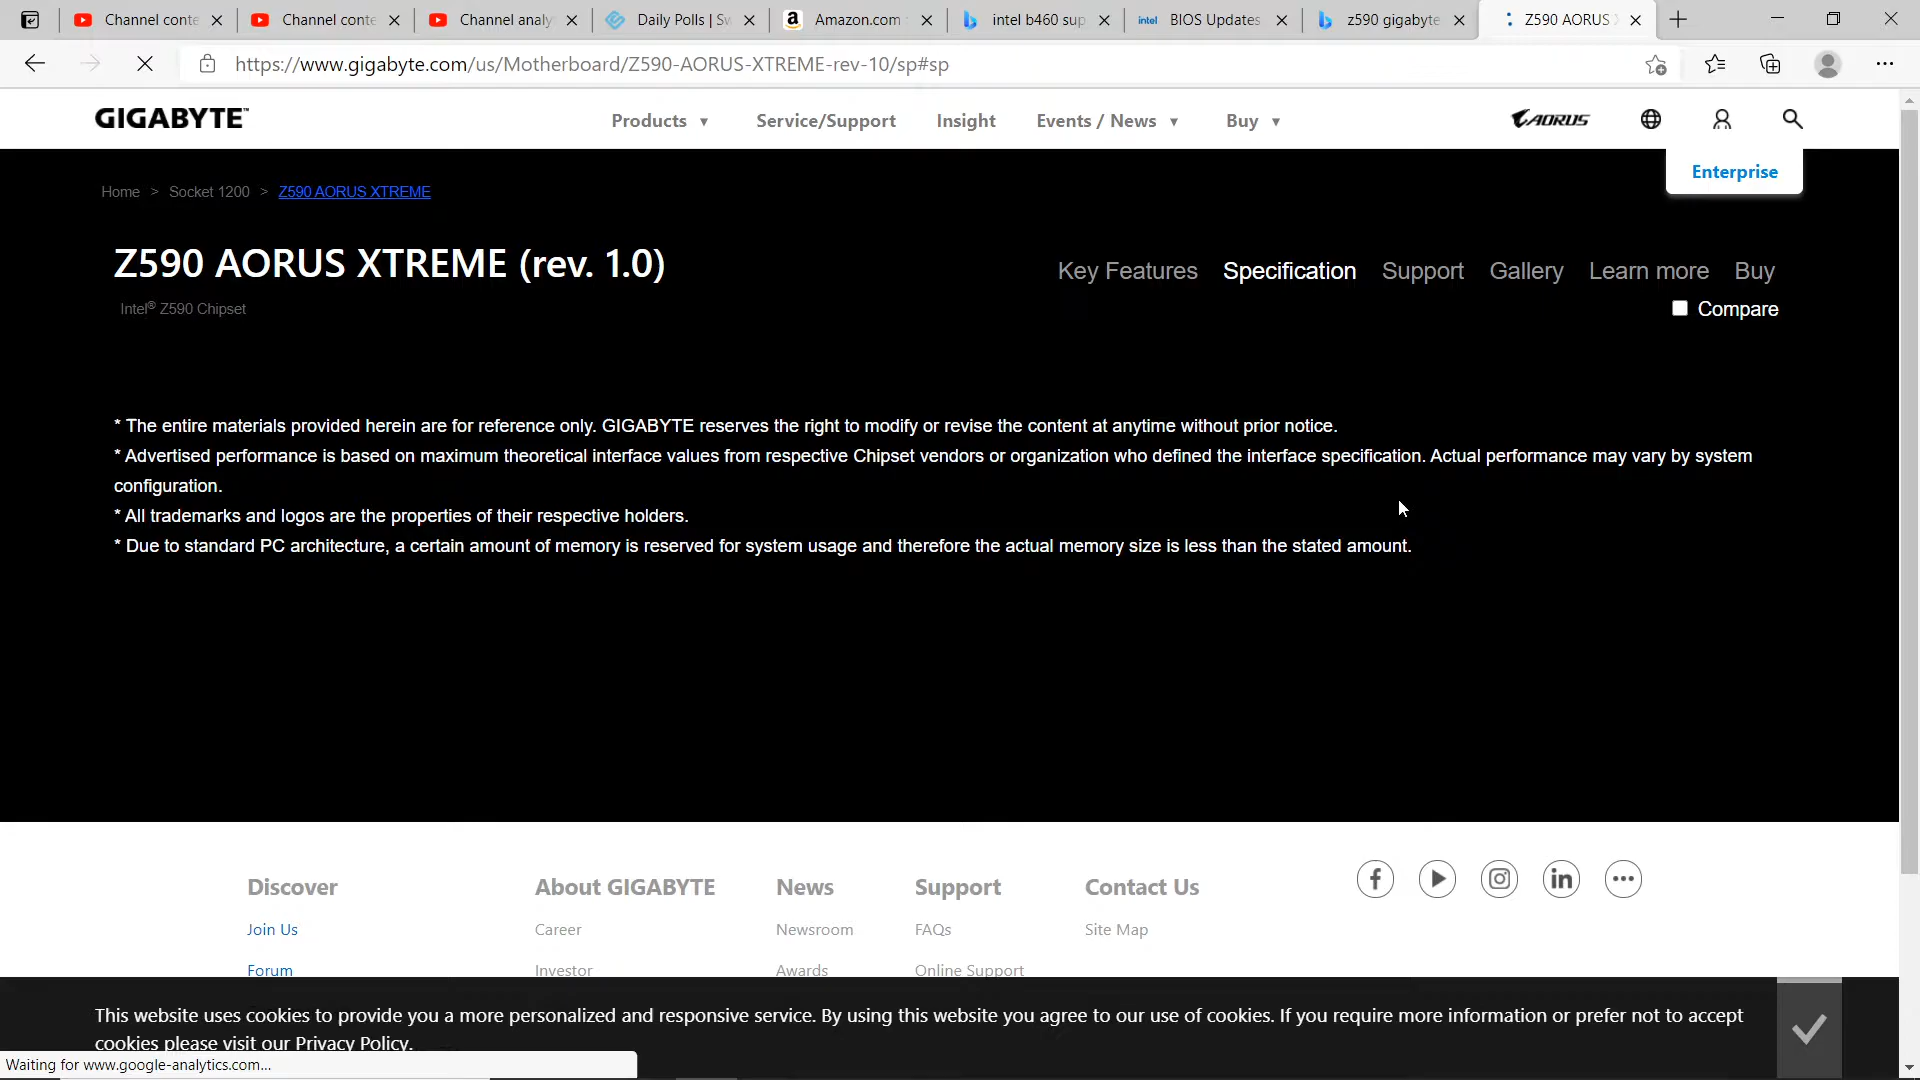 Channel conte
Channel conte
Channel analy
Daily Polls | Sw
Amazon.com
intel b460 sup
intel BIOS Updates
z590 gigabyte
Z590 AORUS
https://www.gigabyte.com/us/Motherboard/Z590-AORUS-XTREME-rev-10/sp#sp
GIGABYTE™
Products ▼
Service/Support
Insight
Events / News ▼
Buy ▼
AORUS
Enterprise
Home > Socket 1200 > Z590 AORUS XTREME
Z590 AORUS XTREME (rev. 1.0)
Intel® Z590 Chipset
Key Features
Specification
Support
Gallery
Learn more
Buy
Compare
* The entire materials provided herein are for reference only. GIGABYTE reserves the right to modify or revise the content at anytime without prior notice.
* Advertised performance is based on maximum theoretical interface values from respective Chipset vendors or organization who defined the interface specification. Actual performance may vary by system
configuration.
* All trademarks and logos are the properties of their respective holders.
* Due to standard PC architecture, a certain amount of memory is reserved for system usage and therefore the actual memory size is less than the stated amount.
Discover
About GIGABYTE
News
Support
Contact Us
Join Us
Career
Newsroom
FAQs
Site Map
Forum
Investor
Awards
Online Support
This website uses cookies to provide you a more personalized and responsive service. By using this website you agree to our use of cookies. If you require more information or prefer not to accept
cookies please visit our Privacy Policy.
Waiting for www.google-analytics.com...